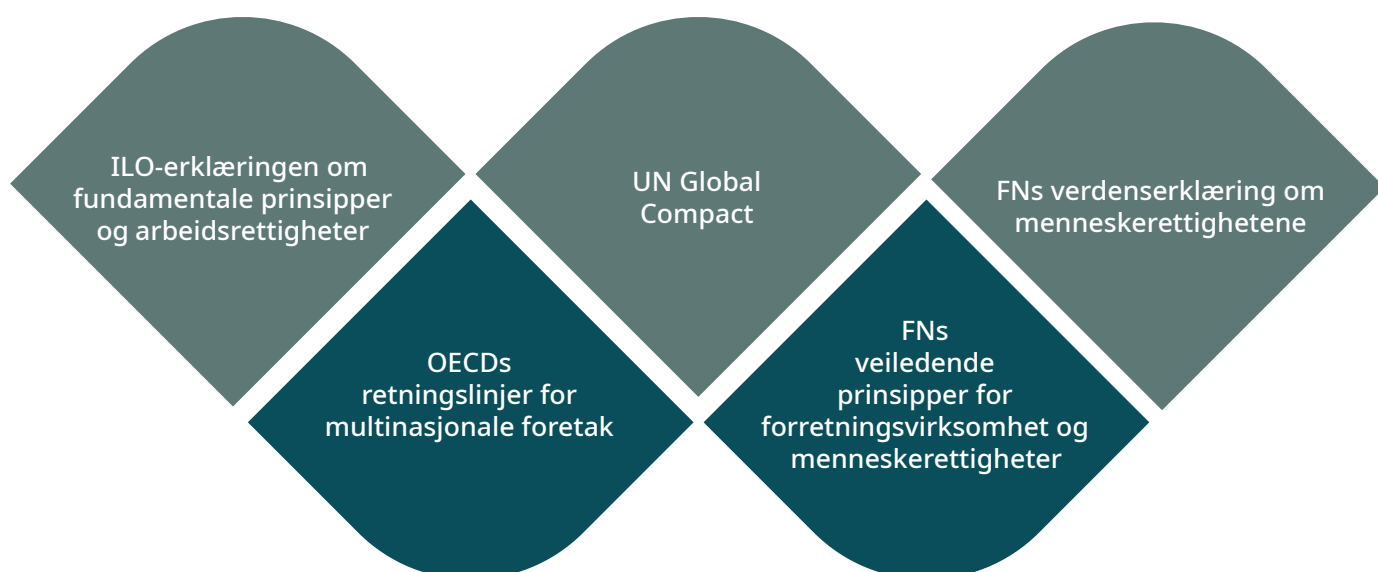 ILO-erklæringen om
fundamentale prinsipper
og arbeidsrettigheter
UN Global
Compact
FNs verdenserklæring om
menneskerettighetene
OECDs
retningslinjer for
multinasjonale foretak
FNs
veiledende
prinsipper for
forretningsvirksomhet og
menneskerettigheter